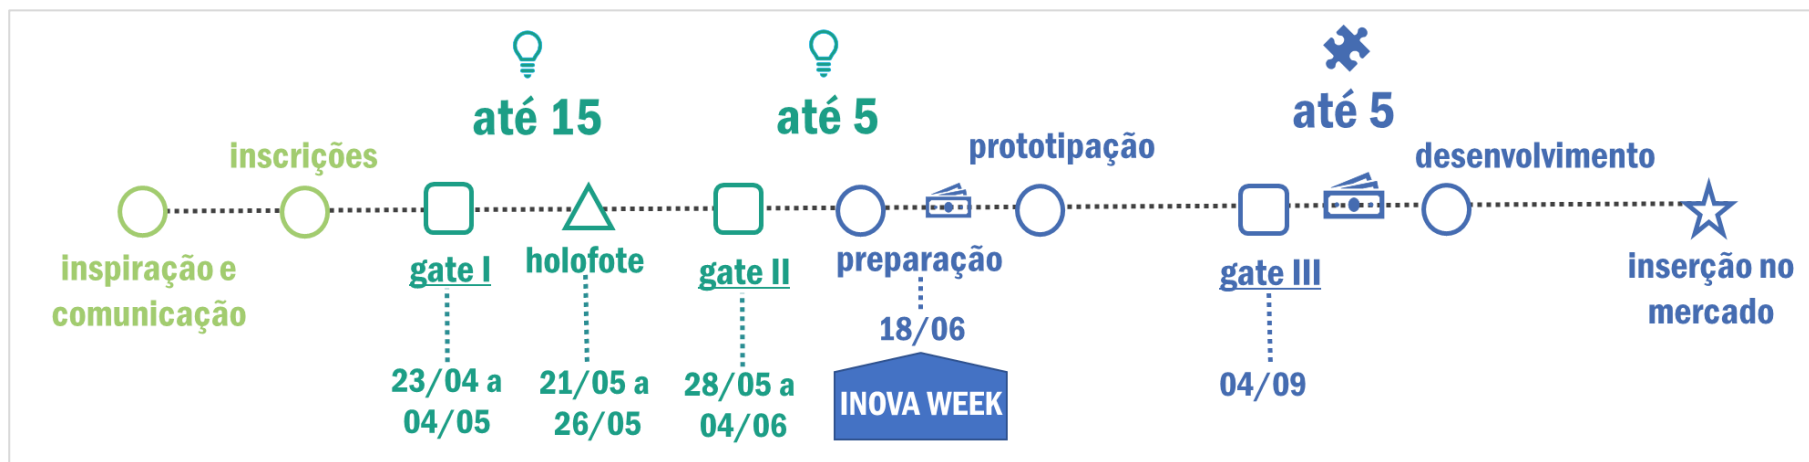 até 15
até 5
até 5
inscrições
prototipação
desenvolvimento
inspiração e
comunicação
gate I
holofote
gate II
preparação
gate III
inserção no
mercado
23/04 a
04/05
21/05 a
26/05
28/05 a
04/06
18/06
INOVA WEEK
04/09